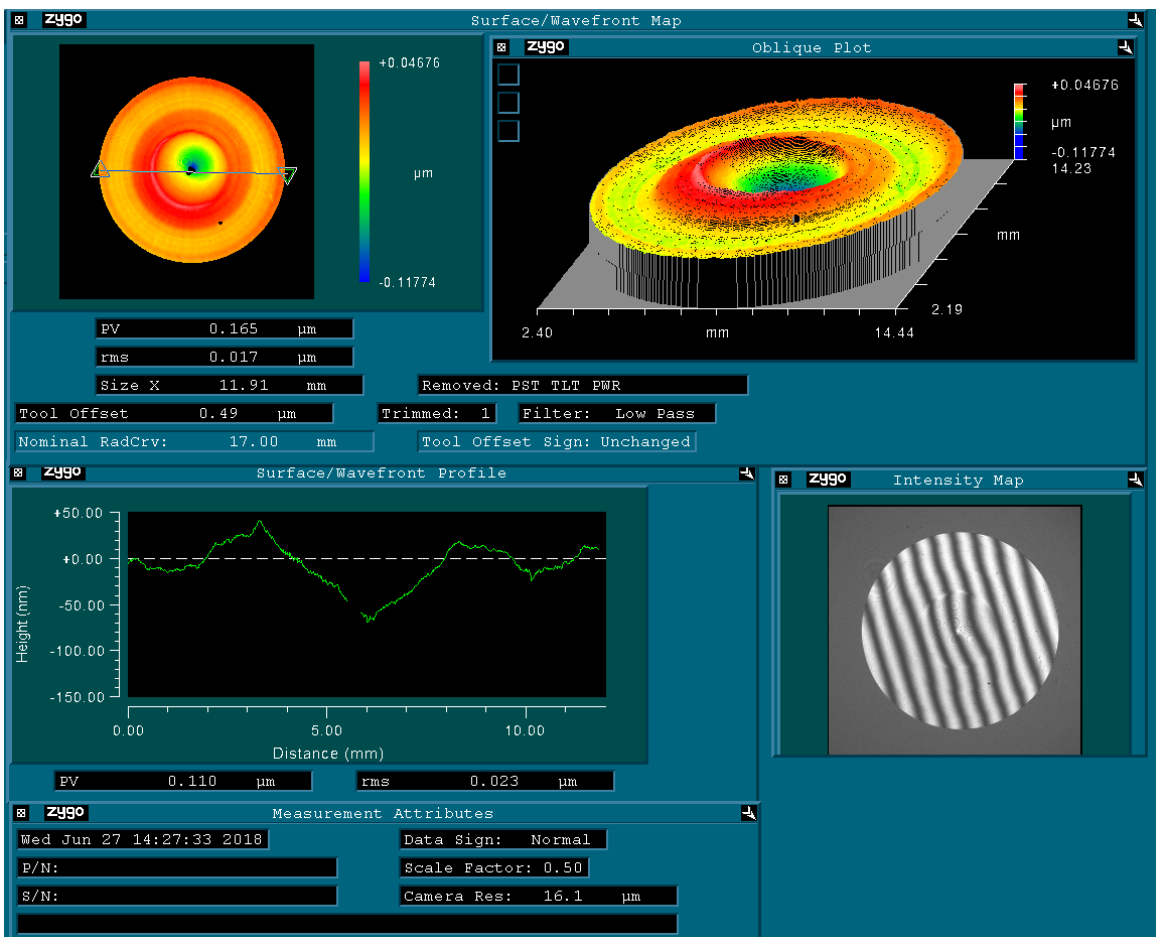 zygo Surface/Wavefront Map
+0.04676
µm
-0.11774
zygo Oblique Plot
+0.04676
µm
-0.11774
14.23
mm
2.19
2.40 mm 14.44
PV 0.165 µm
rms 0.017 µm
Size X 11.91 mm Removed: PST TLT PWR
Tool Offset 0.49 µm Trimmed: 1 Filter: Low Pass
Nominal RadCrv: 17.00 mm Tool Offset Sign: Unchanged
zygo Surface/Wavefront Profile
+50.00
+0.00
-50.00
-100.00
-150.00
Height (nm)
0.00 5.00 10.00
Distance (mm)
PV 0.110 µm rms 0.023 µm
zygo Intensity Map
zygo Measurement Attributes
Wed Jun 27 14:27:33 2018 Data Sign: Normal
P/N: Scale Factor: 0.50
S/N: Camera Res: 16.1 µm